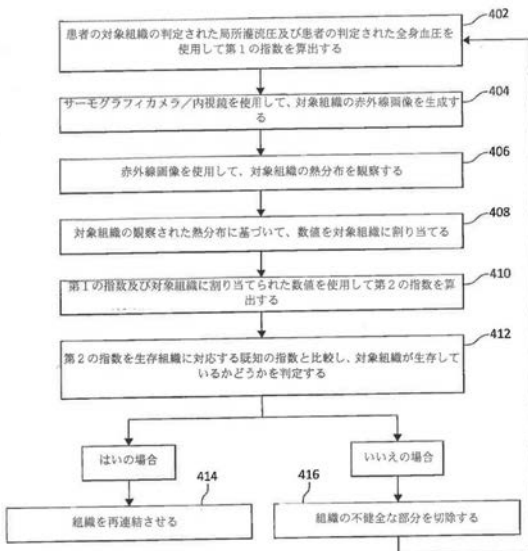 402
患者の対象組織の判定された局所灌流圧及び患者の判定された全身血圧を
使用して第１の指数を算出する
404
サーモグラフィカメラ／内視鏡を使用して、対象組織の赤外線画像を生成す
る
406
赤外線画像を使用して、対象組織の熱分布を観察する
408
対象組織の観察された熱分布に基づいて、数値を対象組織に割り当てる
410
第１の指数及び対象組織に割り当てられた数値を使用して第２の指数を算
出する
412
第２の指数を生存組織に対応する既知の指数と比較し、対象組織が生存して
いるかどうかを判定する
はいの場合
いいえの場合
414
組織を再連結させる
416
組織の不健全な部分を切除する